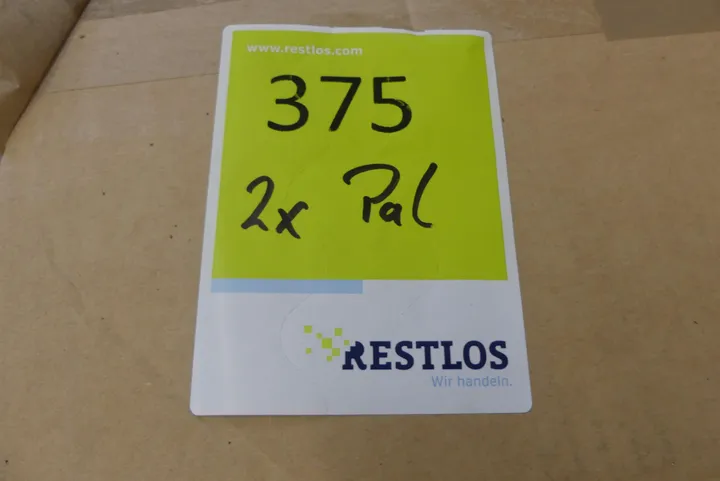 www.restlos.com
375
2x Pal
RESTLOS
Wir handeln.